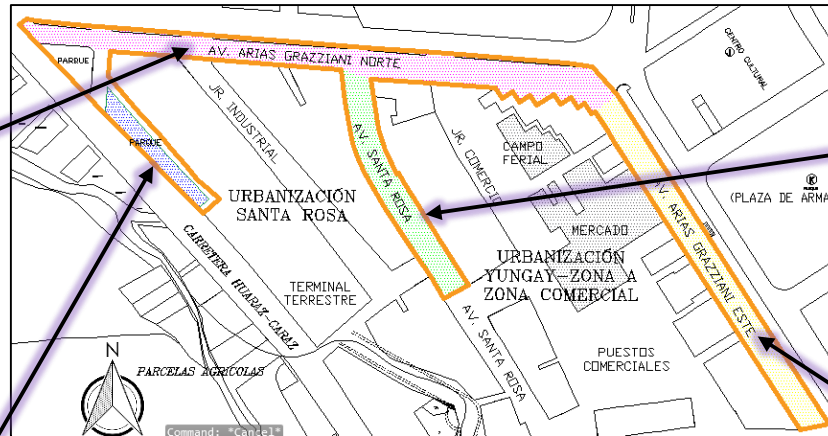 PARQUE
AV. ARIAS GRAZZIANI NORTE
CENTRO CULTURAL
JR. INDUSTRIAL
PARQUE
AV. SANTA ROSA
JR. COMERCIO
CAMPO
FERIAL
URBANIZACIÓN
SANTA ROSA
MERCADO
AV. ARIAS GRAZZIANI ESTE
(PLAZA DE ARMA
CARRETERA HUARAZ-CARAZ
URBANIZACIÓN
YUNGAY-ZONA A
ZONA COMERCIAL
TERMINAL
TERRESTRE
AV. SANTA ROSA
PUESTOS
COMERCIALES
N
PARCELAS AGRICOLAS
Command: *Cancel*